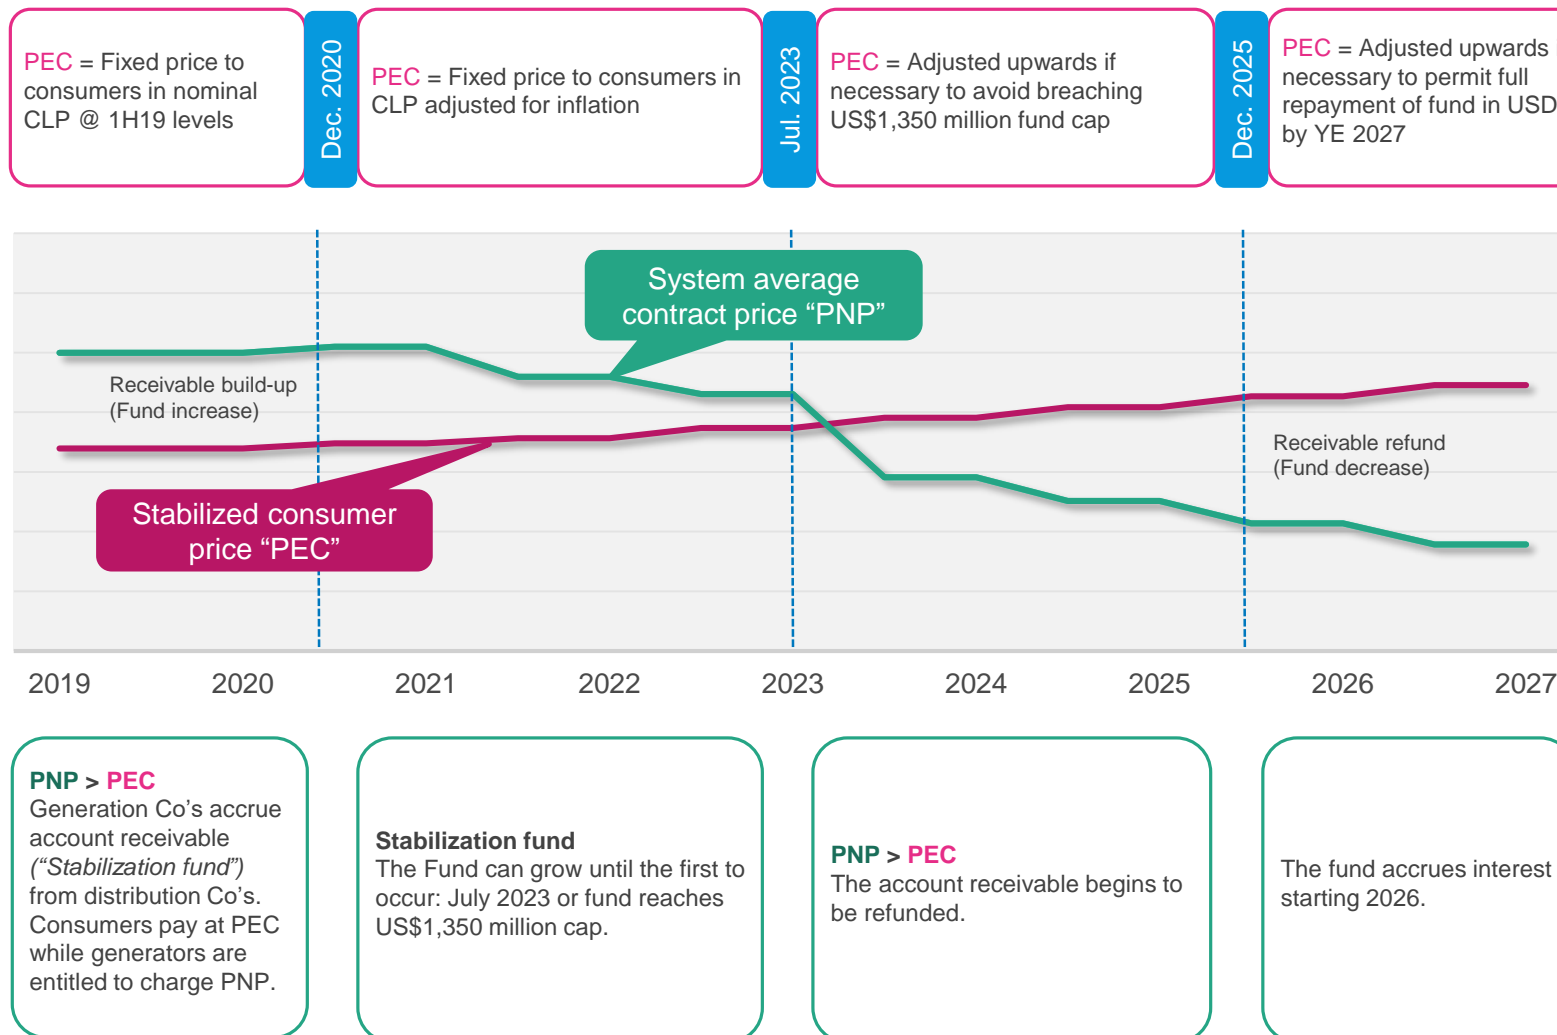 PEC = Fixed price to
consumers in nominal
CLP @ 1H19 levels
Dec. 2020
PEC = Fixed price to consumers in
CLP adjusted for inflation
Jul. 2023
PEC = Adjusted upwards if
necessary to avoid breaching
US$1,350 million fund cap
Dec. 2025
PEC = Adjusted upwards
necessary to permit full
repayment of fund in USD
by YE 2027
System average
contract price “PNP”
Receivable build-up
(Fund increase)
Receivable refund
(Fund decrease)
Stabilized consumer
price “PEC”
2019 2020 2021 2022 2023 2024 2025 2026 2027
PNP > PEC
Generation Co’s accrue
account receivable
(“Stabilization fund”)
from distribution Co’s.
Consumers pay at PEC
while generators are
entitled to charge PNP.
Stabilization fund
The Fund can grow until the first to
occur: July 2023 or fund reaches
US$1,350 million cap.
PNP > PEC
The account receivable begins to
be refunded.
The fund accrues interest
starting 2026.